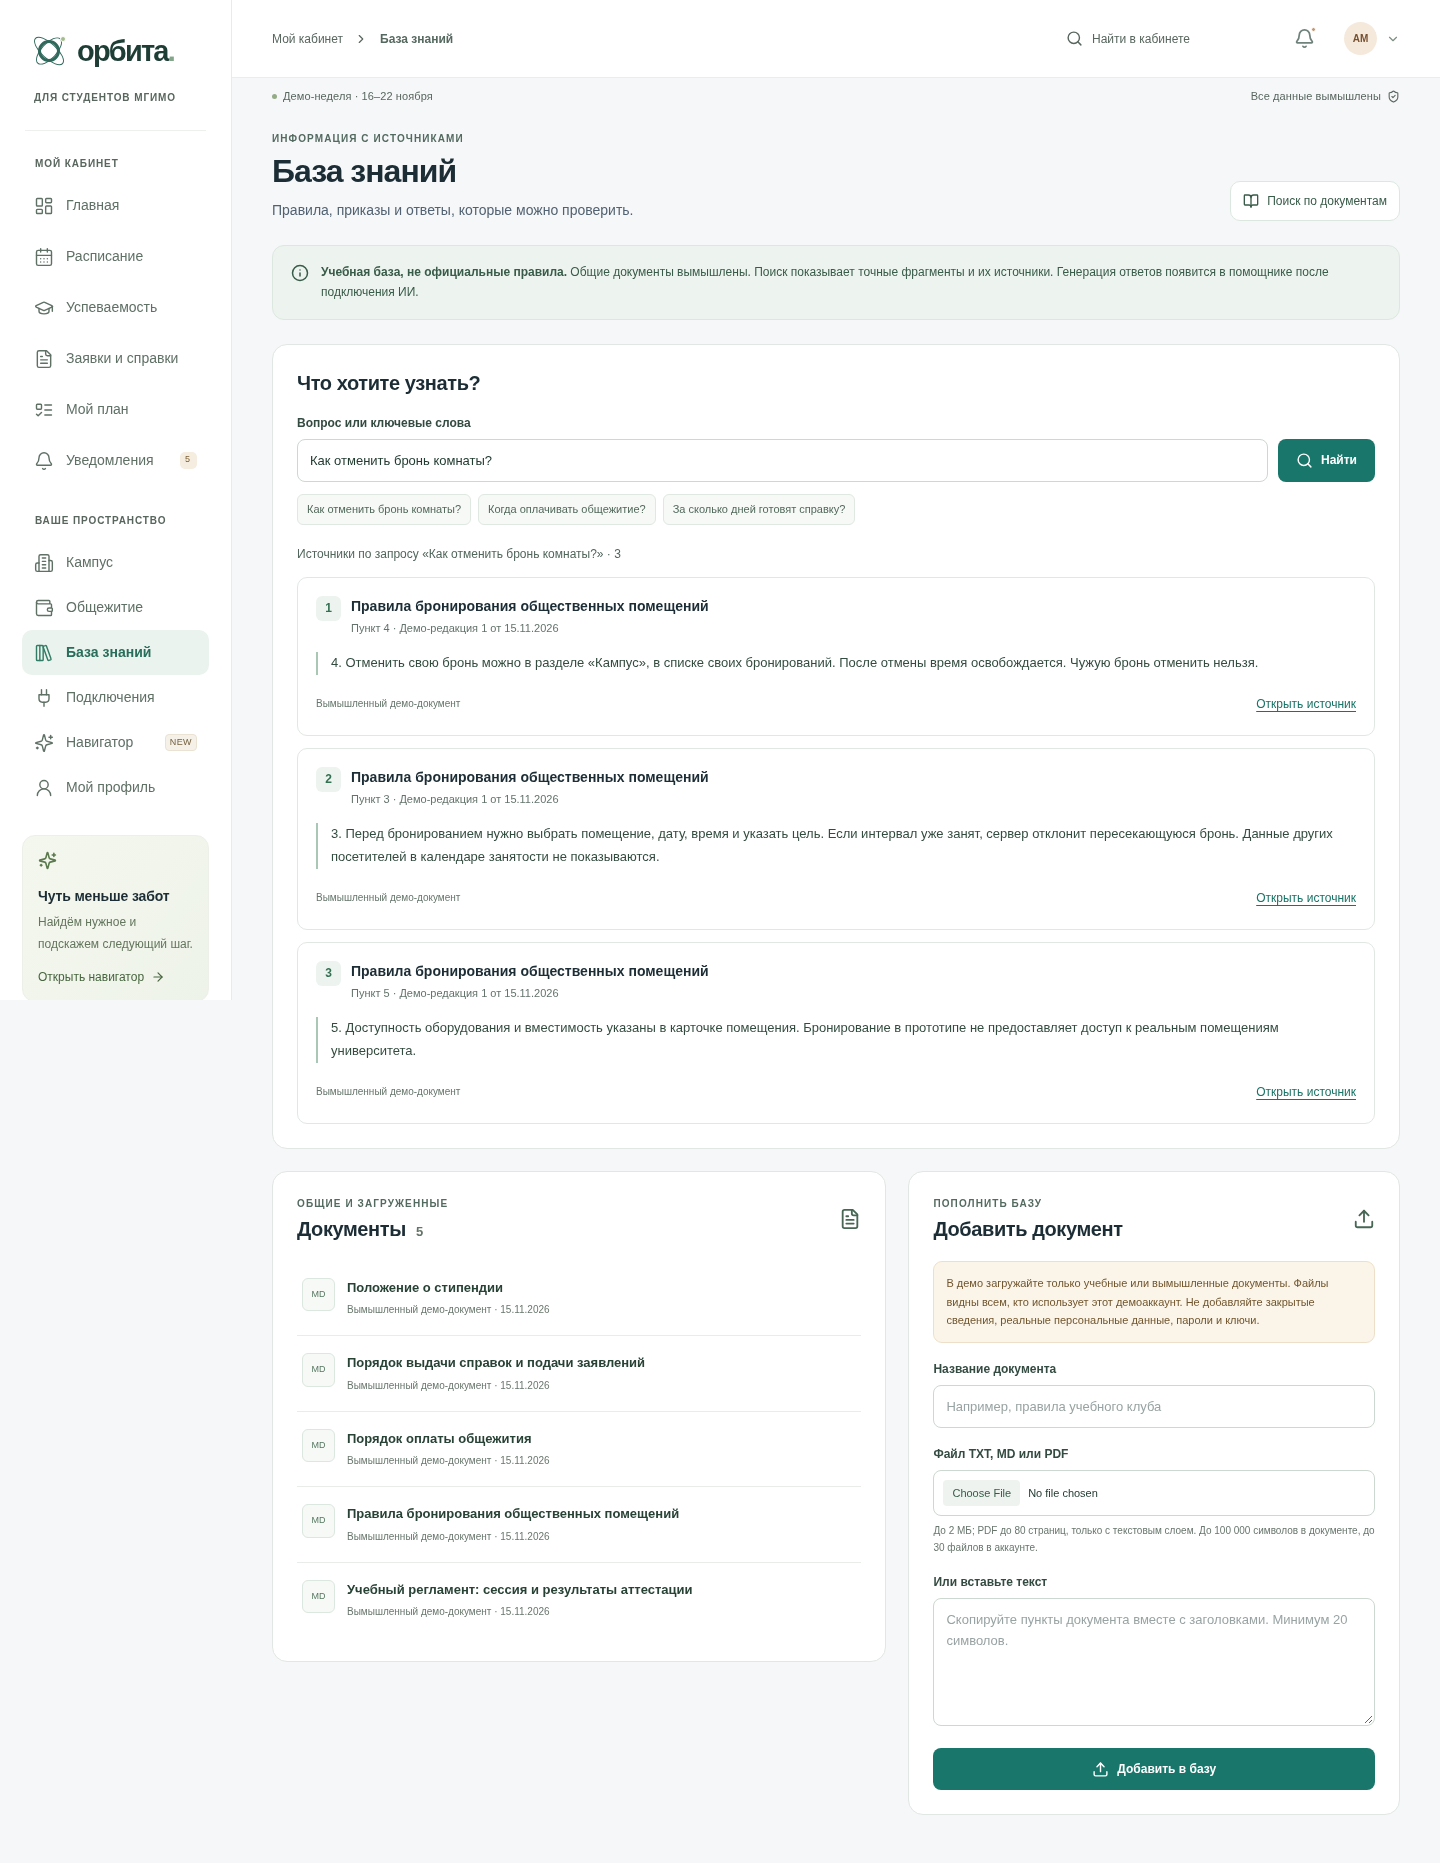 орбита.
ДЛЯ СТУДЕНТОВ МГИМО
МОЙ КАБИНЕТ
Главная
Расписание
Успеваемость
Заявки и справки
Мой план
Уведомления
5
ВАШЕ ПРОСТРАНСТВО
Кампус
Общежитие
База знаний
Подключения
Навигатор
NEW
Мой профиль
Чуть меньше забот
Найдём нужное и
подскажем следующий шаг.
Открыть навигатор
Мой кабинет
База знаний
Найти в кабинете
АМ
Демо-неделя · 16–22 ноября
Все данные вымышлены
ИНФОРМАЦИЯ С ИСТОЧНИКАМИ
База знаний
Правила, приказы и ответы, которые можно проверить.
Поиск по документам
Учебная база, не официальные правила. Общие документы вымышлены. Поиск показывает точные фрагменты и их источники. Генерация ответов появится в помощнике после
подключения ИИ.
Что хотите узнать?
Вопрос или ключевые слова
Как отменить бронь комнаты?
Найти
Как отменить бронь комнаты?
Когда оплачивать общежитие?
За сколько дней готовят справку?
Источники по запросу «Как отменить бронь комнаты?» · 3
1
Правила бронирования общественных помещений
Пункт 4 · Демо-редакция 1 от 15.11.2026
4. Отменить свою бронь можно в разделе «Кампус», в списке своих бронирований. После отмены время освобождается. Чужую бронь отменить нельзя.
Вымышленный демо-документ
Открыть источник
2
Правила бронирования общественных помещений
Пункт 3 · Демо-редакция 1 от 15.11.2026
3. Перед бронированием нужно выбрать помещение, дату, время и указать цель. Если интервал уже занят, сервер отклонит пересекающуюся бронь. Данные других
посетителей в календаре занятости не показываются.
Вымышленный демо-документ
Открыть источник
3
Правила бронирования общественных помещений
Пункт 5 · Демо-редакция 1 от 15.11.2026
5. Доступность оборудования и вместимость указаны в карточке помещения. Бронирование в прототипе не предоставляет доступ к реальным помещениям
университета.
Вымышленный демо-документ
Открыть источник
ОБЩИЕ И ЗАГРУЖЕННЫЕ
Документы 5
MD
Положение о стипендии
Вымышленный демо-документ · 15.11.2026
MD
Порядок выдачи справок и подачи заявлений
Вымышленный демо-документ · 15.11.2026
MD
Порядок оплаты общежития
Вымышленный демо-документ · 15.11.2026
MD
Правила бронирования общественных помещений
Вымышленный демо-документ · 15.11.2026
MD
Учебный регламент: сессия и результаты аттестации
Вымышленный демо-документ · 15.11.2026
ПОПОЛНИТЬ БАЗУ
Добавить документ
В демо загружайте только учебные или вымышленные документы. Файлы
видны всем, кто использует этот демоаккаунт. Не добавляйте закрытые
сведения, реальные персональные данные, пароли и ключи.
Название документа
Например, правила учебного клуба
Файл TXT, MD или PDF
Choose File
No file chosen
До 2 МБ; PDF до 80 страниц, только с текстовым слоем. До 100 000 символов в документе, до
30 файлов в аккаунте.
Или вставьте текст
Скопируйте пункты документа вместе с заголовками. Минимум 20
символов.
Добавить в базу